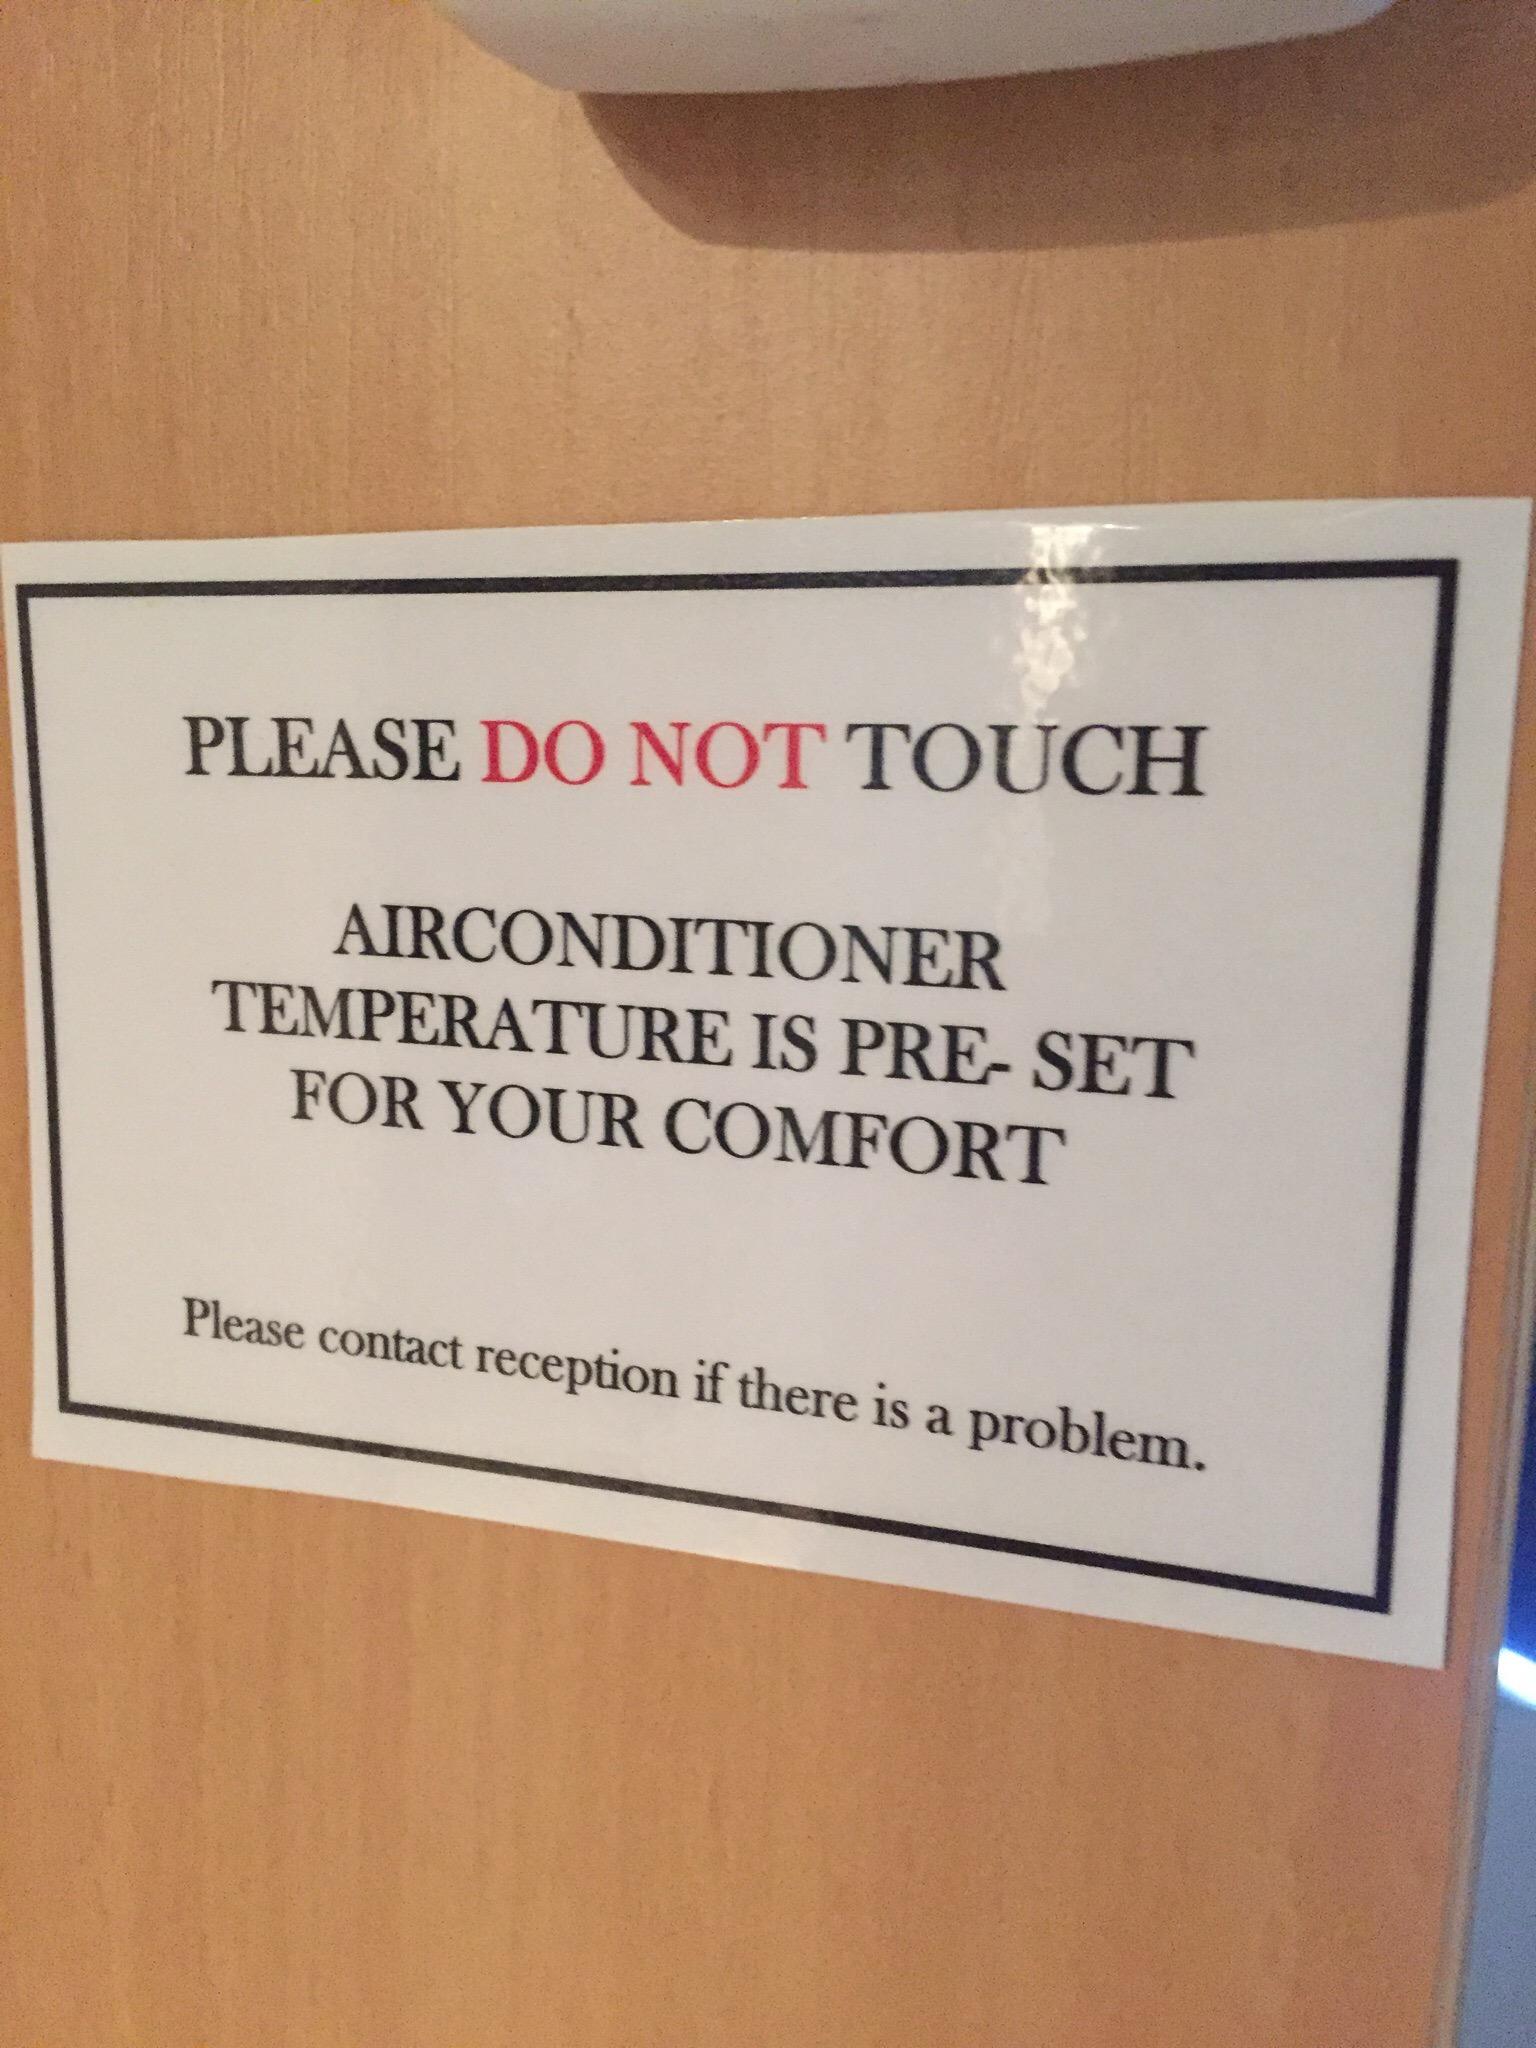 PLEASE DO NOT TOUCH
AIRCONDITIONER
TEMPERATURE IS PRE- SET
FOR YOUR COMFORT
Please contact reception if there is a problem.